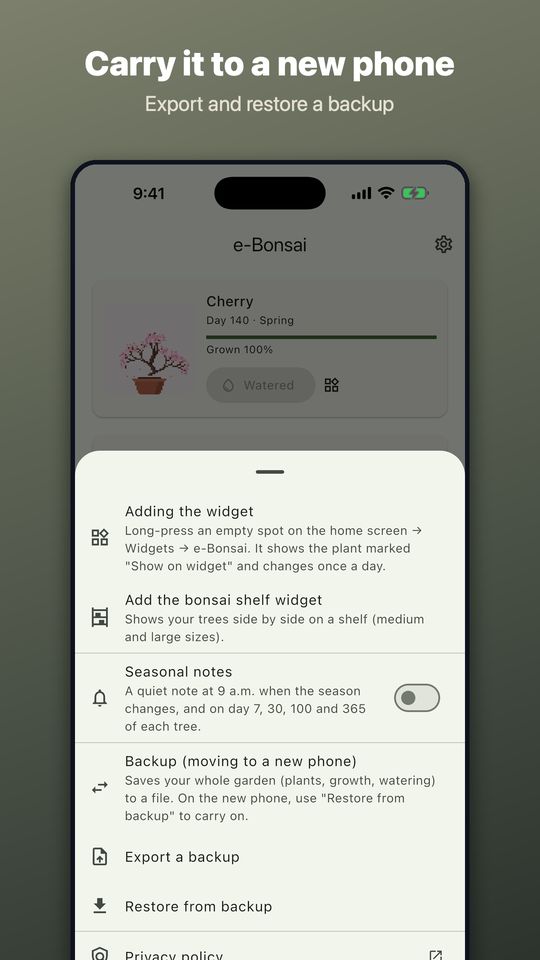 Carry it to a new phone
Export and restore a backup
9:41
e-Bonsai
Cherry
Day 140 · Spring
Grown 100%
Watered
Adding the widget
Long-press an empty spot on the home screen →
Widgets → e-Bonsai. It shows the plant marked
"Show on widget" and changes once a day.
Add the bonsai shelf widget
Shows your trees side by side on a shelf (medium
and large sizes).
Seasonal notes
A quiet note at 9 a.m. when the season
changes, and on day 7, 30, 100 and 365
of each tree.
Backup (moving to a new phone)
Saves your whole garden (plants, growth, watering)
to a file. On the new phone, use "Restore from
backup" to carry on.
Export a backup
Restore from backup
Privacy policy